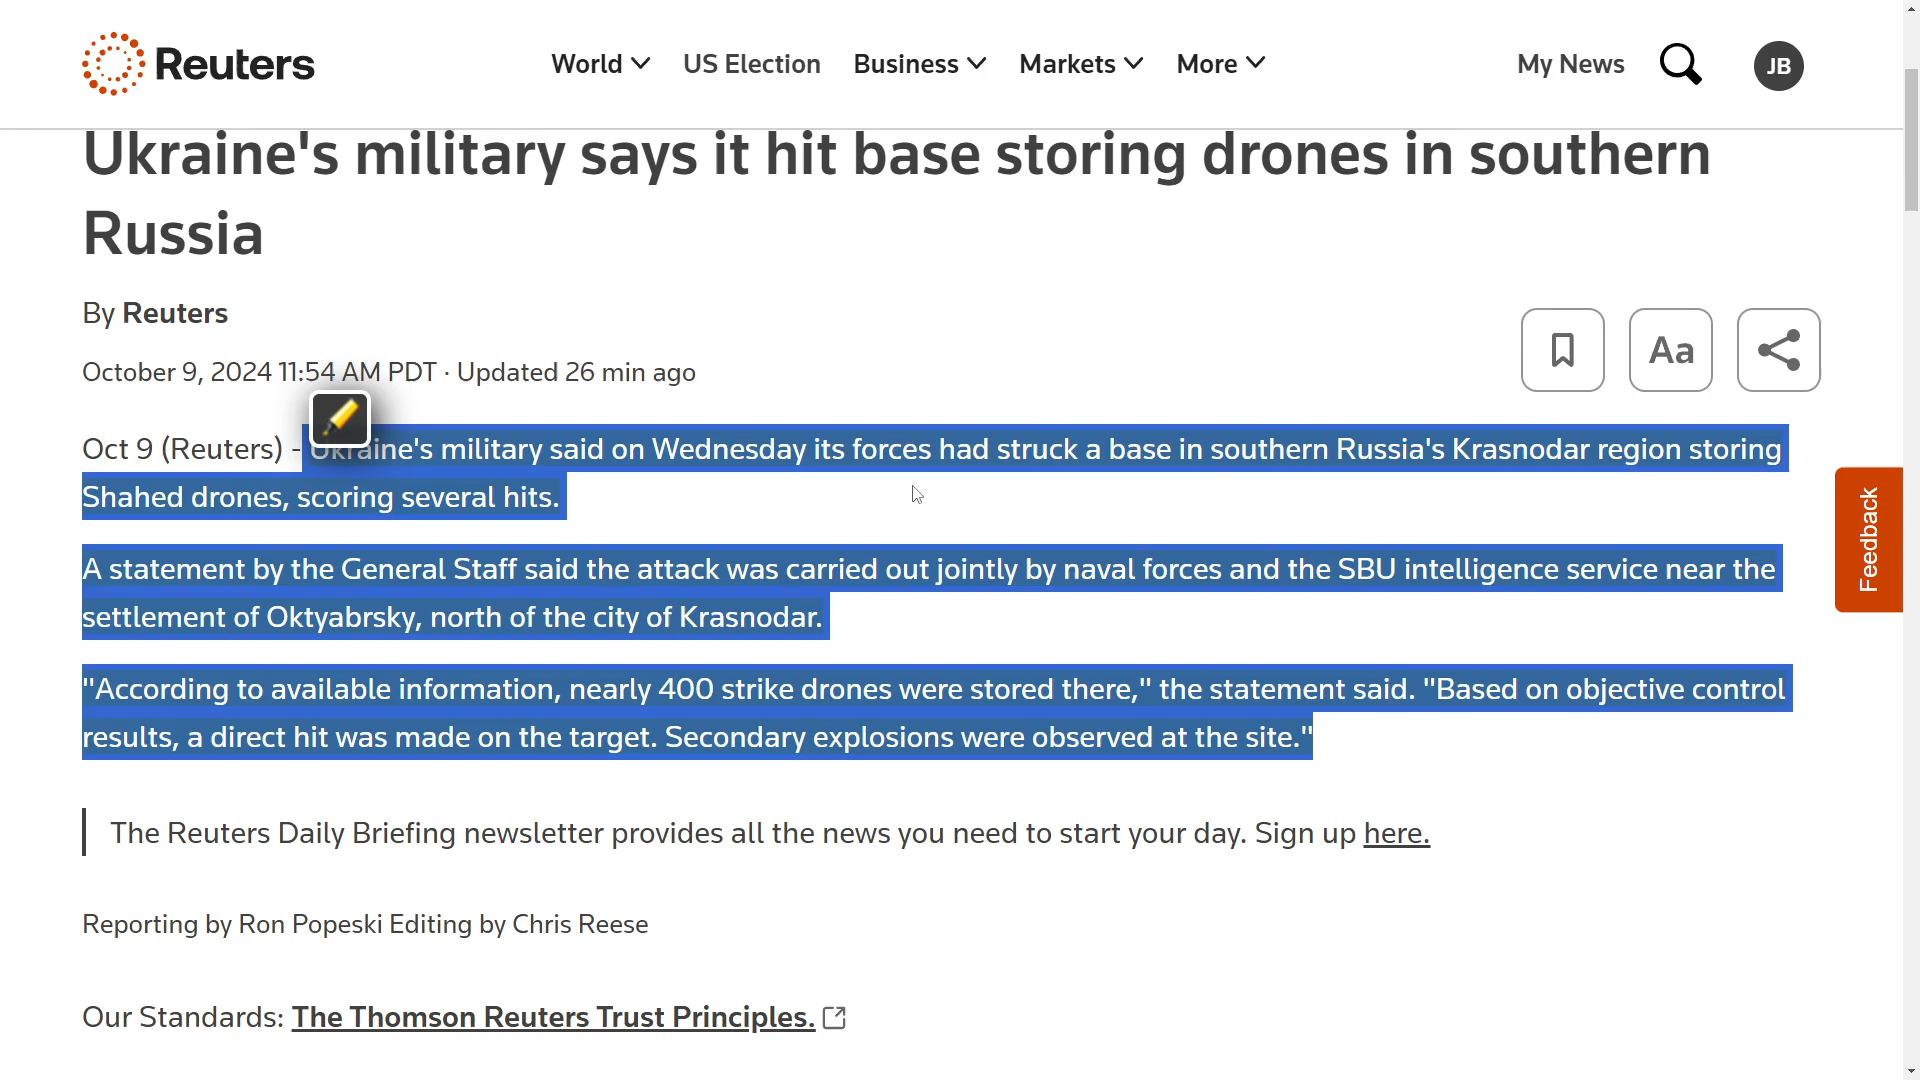 Reuters
World
US Election
Business
Markets
More
My News
JB
Ukraine's military says it hit base storing drones in southern
Russia
By Reuters
October 9, 2024 11:54 AM PDT · Updated 26 min ago
Aa
Oct 9 (Reuters) - Ukraine's military said on Wednesday its forces had struck a base in southern Russia's Krasnodar region storing
Shahed drones, scoring several hits.
Feedback
A statement by the General Staff said the attack was carried out jointly by naval forces and the SBU intelligence service near the
settlement of Oktyabrsky, north of the city of Krasnodar.
"According to available information, nearly 400 strike drones were stored there," the statement said. "Based on objective control
results, a direct hit was made on the target. Secondary explosions were observed at the site."
The Reuters Daily Briefing newsletter provides all the news you need to start your day. Sign up here.
Reporting by Ron Popeski Editing by Chris Reese
Our Standards: The Thomson Reuters Trust Principles.